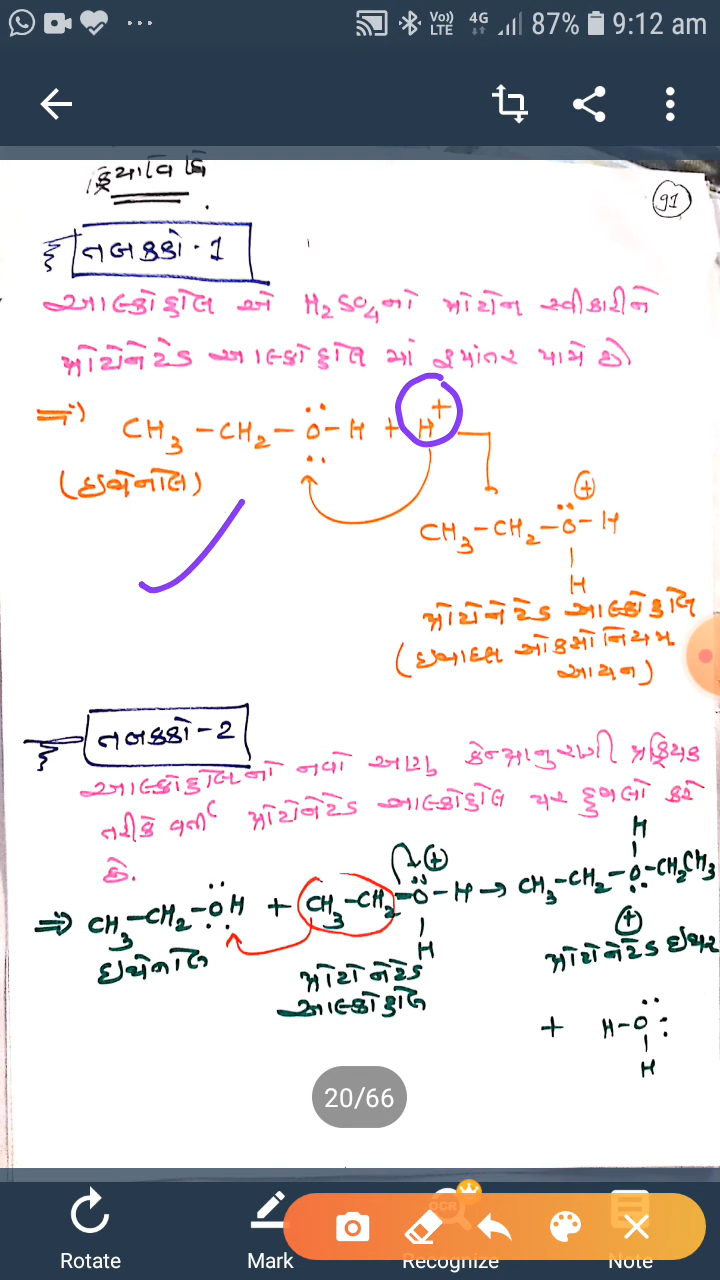 87% 9:12 am
ક્રિયાવિધિ
91
તબક્કો-1
આલ્કોહોલ એ H₂SO₄નો પ્રોટોન સ્વીકારીને
પ્રોટોનેટેડ આલ્કોહોલ માં રૂપાંતર પામે છે
⇒ CH₃-CH₂-O-H + H⁺
(ઇથેનોલ)
⊕
CH₃-CH₂-O-H
H
પ્રોટોનેટેડ આલ્કોહોલ
(ઇથાઇલ ઓક્સોનિયમ
આયન)
તબક્કો-2
આલ્કોહોલનો નવો અણુ કેન્દ્રાનુરાગી પ્રક્રિયક
તરીકે વર્તી પ્રોટોનેટેડ આલ્કોહોલ પર હુમલો કરે
છે.
⇒ CH₃-CH₂-OH + CH₃-CH₂-O-H → CH₃-CH₂-O-CH₂CH₃
⊕ H H ⊕
ઇથેનોલ પ્રોટોનેટેડ આલ્કોહોલ પ્રોટોનેટેડ ઇથર
+ H-O:
H
20/66
Rotate Mark Recognize Note